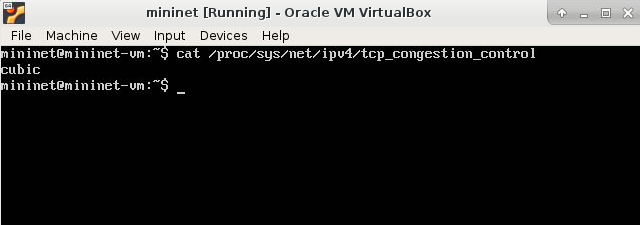 mininet [Running] - Oracle VM VirtualBox
File Machine View Input Devices Help
mininet@mininet-vm:~$ cat /proc/sys/net/ipv4/tcp_congestion_control
cubic
mininet@mininet-vm:~$ _